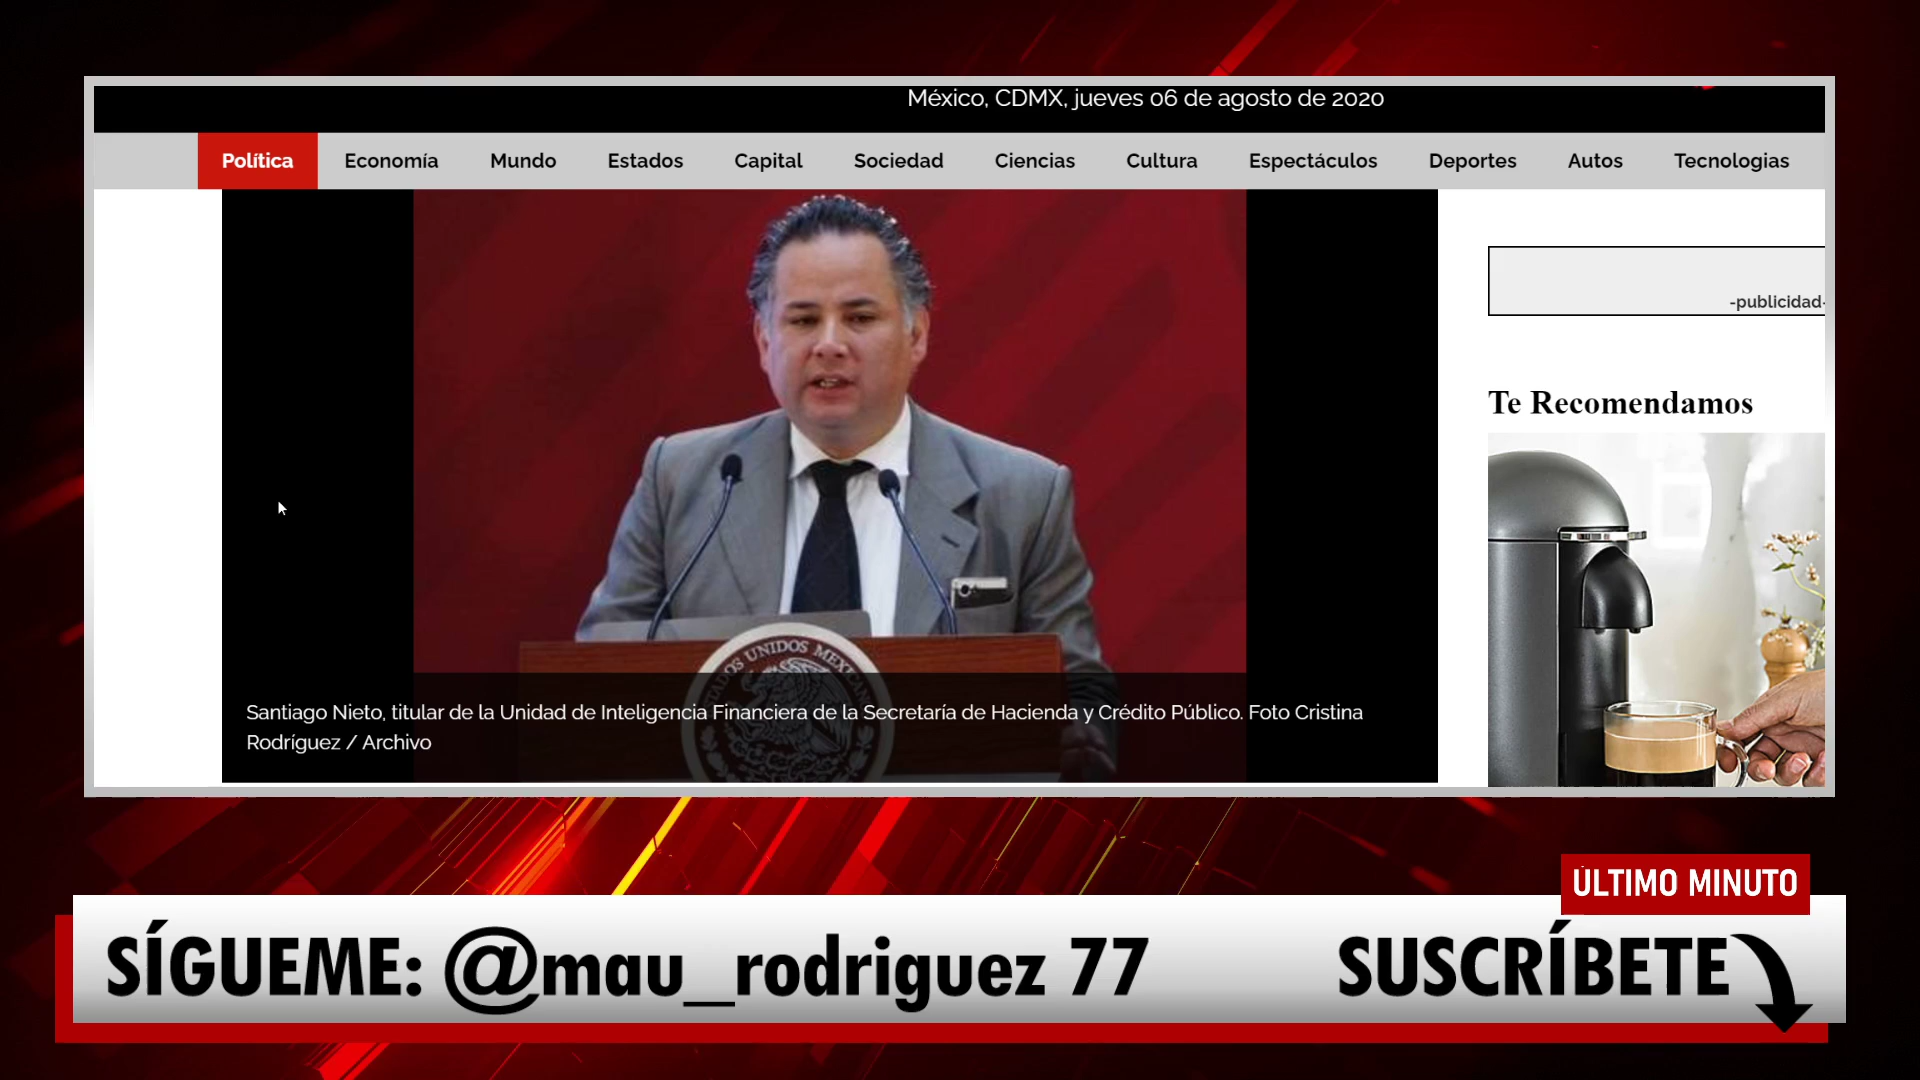 México, CDMX, jueves 06 de agosto de 2020
Política Economía Mundo Estados Capital Sociedad Ciencias Cultura Espectáculos Deportes Autos Tecnologias
-publicidad-
Te Recomendamos
UNIDOS MEXICANOS
Santiago Nieto, titular de la Unidad de Inteligencia Financiera de la Secretaría de Hacienda y Crédito Público. Foto Cristina
Rodríguez / Archivo
ÚLTIMO MINUTO
SÍGUEME: @mau_rodriguez 77
SUSCRÍBETE